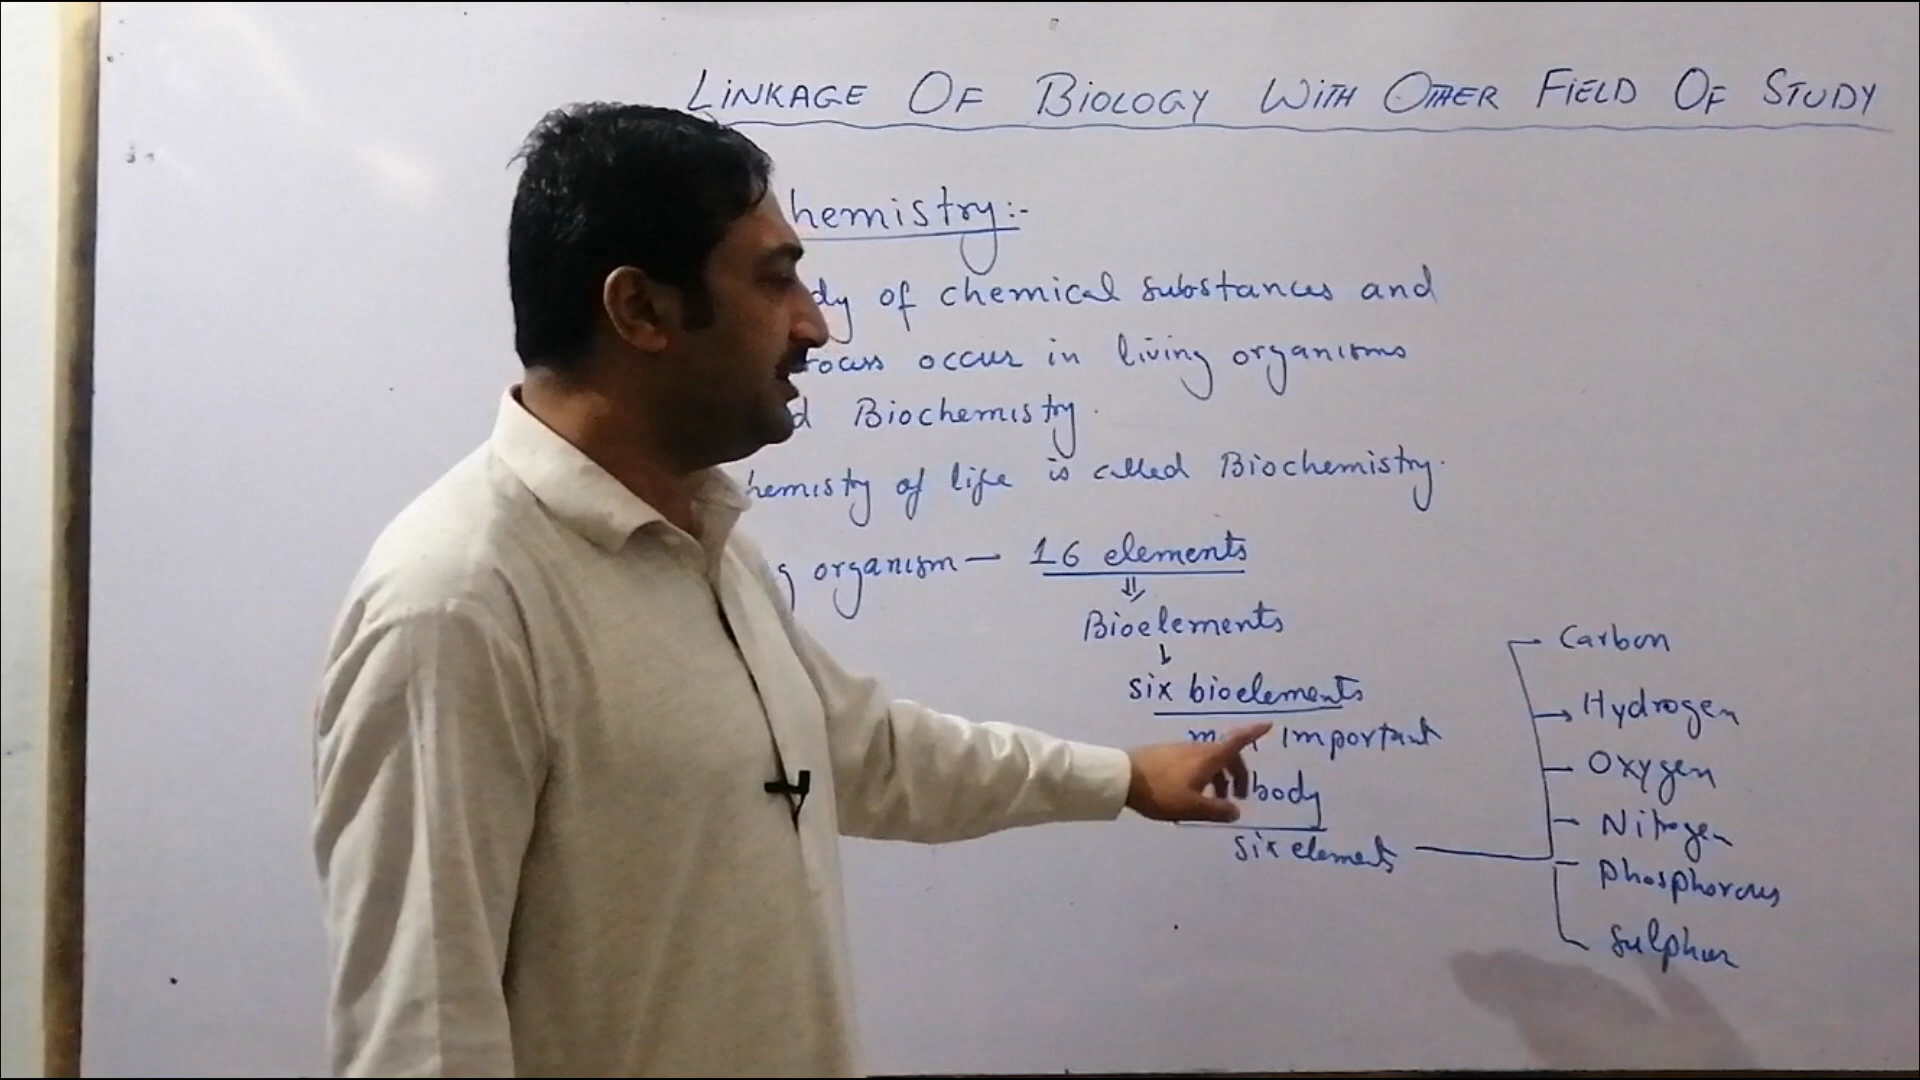 LINKAGE OF BIOLOGY WITH OTHER FIELD OF STUDY
hemistry:-
dy of chemical substances and
rocess occur in living organisms
d Biochemistry.
hemistry of life is called Biochemistry.
g organism — 16 elements
Bioelements
six bioelements
important
body
six elements
Carbon
Hydrogen
Oxygen
Nitrogen
Phosphorous
Sulphur